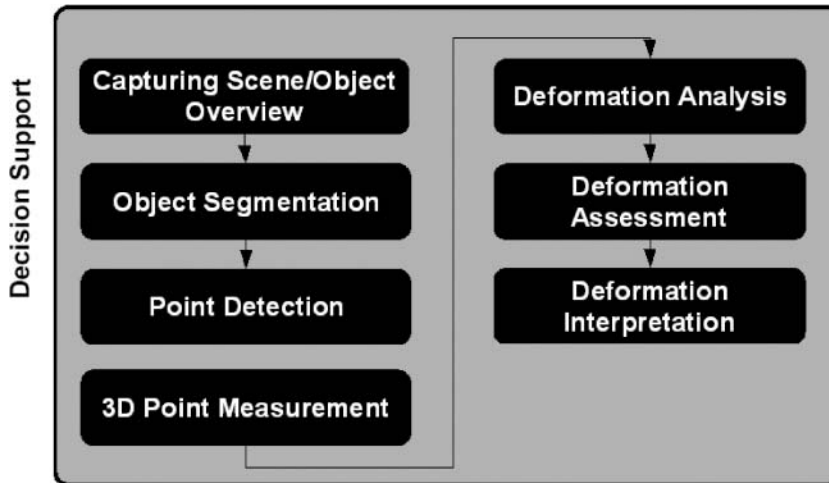 Decision Support
Capturing Scene/Object
Overview
Object Segmentation
Point Detection
3D Point Measurement
Deformation Analysis
Deformation
Assessment
Deformation
Interpretation